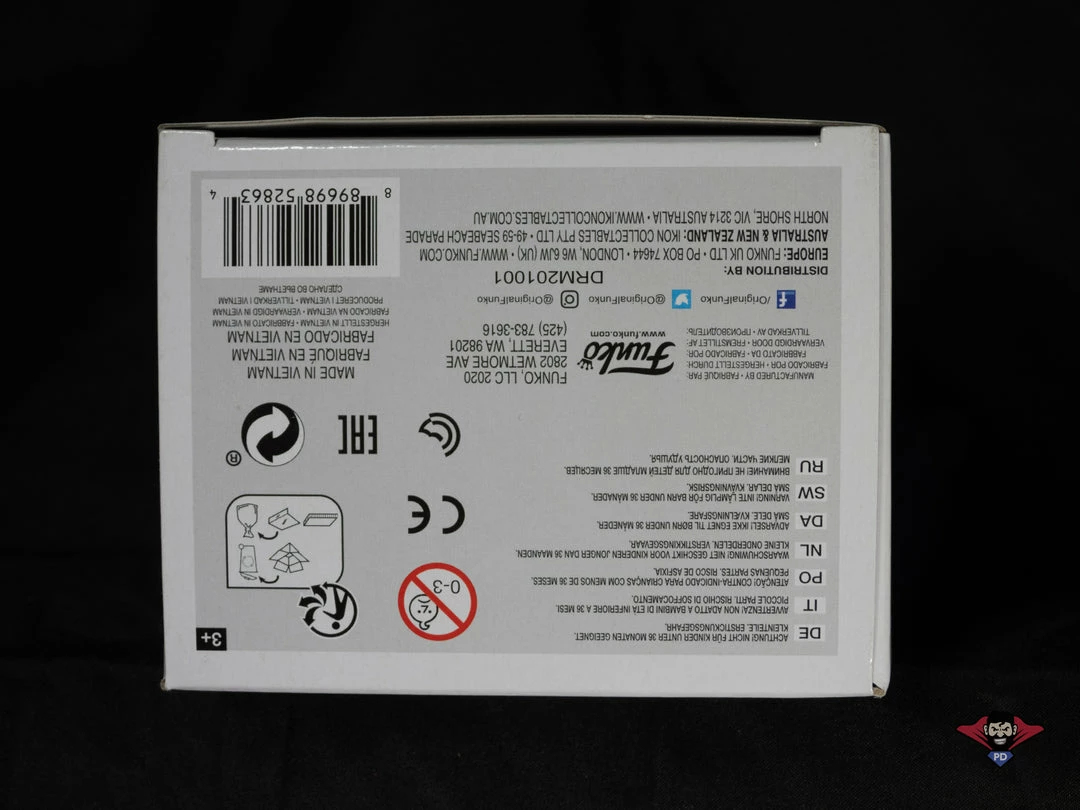 DE ACHTUNG! NICHT FÜR KINDER UNTER 36 MONATEN GEEIGNET.
KLEINTEILE. ERSTICKUNGSGEFAHR.
IT AVVERTENZA! NON ADATTO A BAMBINI DI ETÀ INFERIORE A 36 MESI.
PICCOLE PARTI. RISCHIO DI SOFFOCAMENTO.
PO ATENÇÃO! CONTRA-INDICADO PARA CRIANÇAS COM MENOS DE 36 MESES.
PEQUENAS PARTES. RISCO DE ASFIXIA.
NL WAARSCHUWING! NIET GESCHIKT VOOR KINDEREN JONGER DAN 36 MAANDEN.
KLEINE ONDERDELEN. VERSTIKKINGSGEVAAR.
DA ADVARSEL! IKKE EGNET TIL BØRN UNDER 36 MÅNEDER.
SMÅ DELE. KVÆLNINGSFARE.
SW VARNING! INTE LÄMPLIG FÖR BARN UNDER 36 MÅNADER.
SMÅ DELAR. KVÄVNINGSRISK.
RU ВНИМАНИЕ! НЕ ПРИГОДНО ДЛЯ ДЕТЕЙ МЛАДШЕ 36 МЕСЯЦЕВ.
МЕЛКИЕ ЧАСТИ. ОПАСНОСТЬ УДУШЬЯ.
0-3
3+
CE
EAC
®
MANUFACTURED BY • FABRIQUÉ PAR:
FABRICADO POR • HERGESTELLT DURCH:
FABBRICATO DA • FABRICADO POR:
VERVAARDIGD DOOR • FREMSTILLET AF:
TILLVERKAD AV • ПРОИЗВОДИТЕЛЬ:
Funko
www.funko.com
FUNKO, LLC 2020
2802 WETMORE AVE
EVERETT, WA 98201
(425) 783-3616
/OriginalFunko @OriginalFunko @OriginalFunko
DRM201001
DISTRIBUTION BY:
EUROPE: FUNKO UK LTD • PO BOX 74644 • LONDON, W6 6JW (UK) • WWW.FUNKO.COM
AUSTRALIA & NEW ZEALAND: IKON COLLECTABLES PTY LTD • 49-59 SEABEACH PARADE
NORTH SHORE, VIC 3214 AUSTRALIA • WWW.IKONCOLLECTABLES.COM.AU
MADE IN VIETNAM
FABRIQUÉ EN VIETNAM
FABRICADO EN VIETNAM
HERGESTELLT IN VIETNAM • FABBRICATO IN VIETNAM
FABRICADO NA VIETNAM • VERVAARDIGD IN VIETNAM
PRODUCERET I VIETNAM • TILLVERKAD I VIETNAM
СДЕЛАНО ВО ВЬЕТНАМЕ
8 89698 52863 4
PD